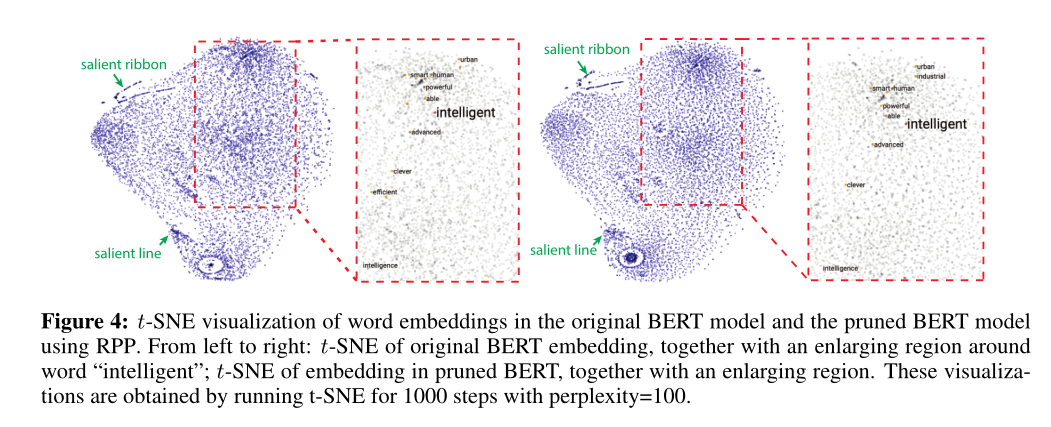 salient ribbon
salient line
urban
smart human
powerful
able
intelligent
advanced
clever
efficient
intelligence
salient ribbon
salient line
urban
industrial
smart human
powerful
able
intelligent
advanced
clever
intelligence
Figure 4: t-SNE visualization of word embeddings in the original BERT model and the pruned BERT model
using RPP. From left to right: t-SNE of original BERT embedding, together with an enlarging region around
word “intelligent”; t-SNE of embedding in pruned BERT, together with an enlarging region. These visualiza-
tions are obtained by running t-SNE for 1000 steps with perplexity=100.